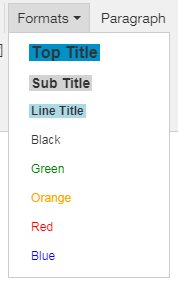 Formats Paragraph
Top Title
Sub Title
Line Title
Black
Green
Orange
Red
Blue